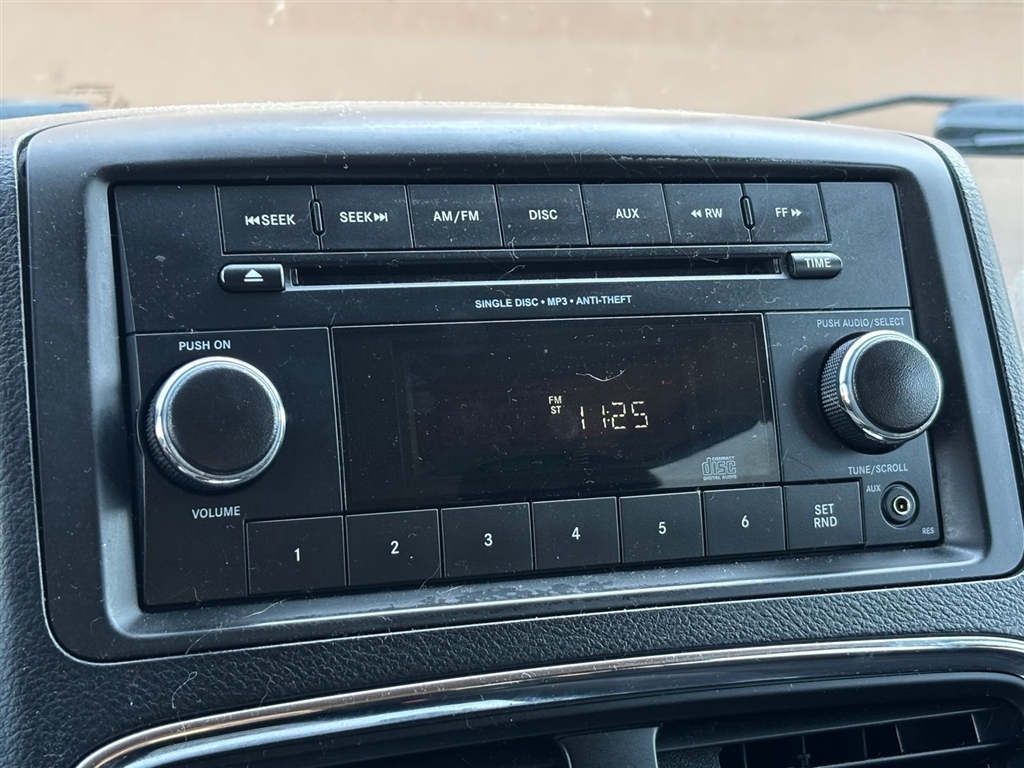 ⏮SEEK
SEEK⏭
AM/FM
DISC
AUX
◀◀ RW
FF ▶▶
TIME
SINGLE DISC • MP3 • ANTI-THEFT
PUSH ON
VOLUME
FM
ST
11:25
COMPACT
disc
DIGITAL AUDIO
PUSH AUDIO/SELECT
TUNE/SCROLL
AUX
RES
1
2
3
4
5
6
SET
RND